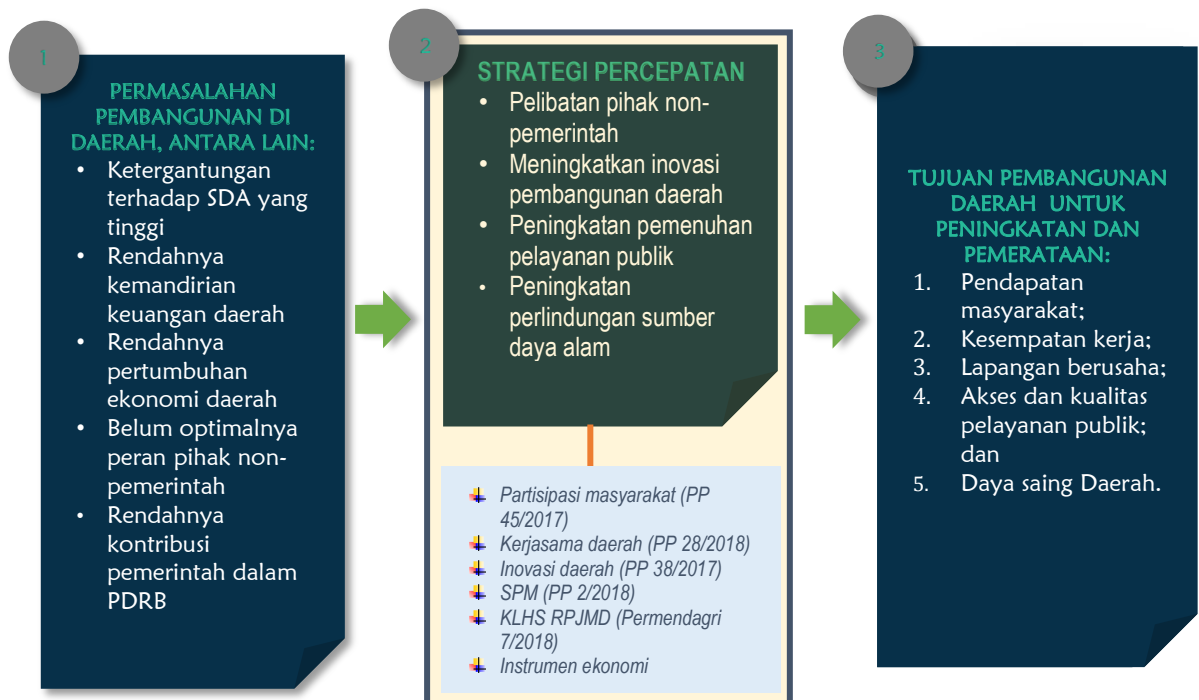 1
PERMASALAHAN
PEMBANGUNAN DI
DAERAH, ANTARA LAIN:
• Ketergantungan
terhadap SDA yang
tinggi
• Rendahnya
kemandirian
keuangan daerah
• Rendahnya
pertumbuhan
ekonomi daerah
• Belum optimalnya
peran pihak non-
pemerintah
• Rendahnya
kontribusi
pemerintah dalam
PDRB
2
STRATEGI PERCEPATAN
• Pelibatan pihak non-
pemerintah
• Meningkatkan inovasi
pembangunan daerah
• Peningkatan pemenuhan
pelayanan publik
• Peningkatan
perlindungan sumber
daya alam
Partisipasi masyarakat (PP
45/2017)
Kerjasama daerah (PP 28/2018)
Inovasi daerah (PP 38/2017)
SPM (PP 2/2018)
KLHS RPJMD (Permendagri
7/2018)
Instrumen ekonomi
3
TUJUAN PEMBANGUNAN
DAERAH UNTUK
PENINGKATAN DAN
PEMERATAAN:
1. Pendapatan
masyarakat;
2. Kesempatan kerja;
3. Lapangan berusaha;
4. Akses dan kualitas
pelayanan publik;
dan
5. Daya saing Daerah.